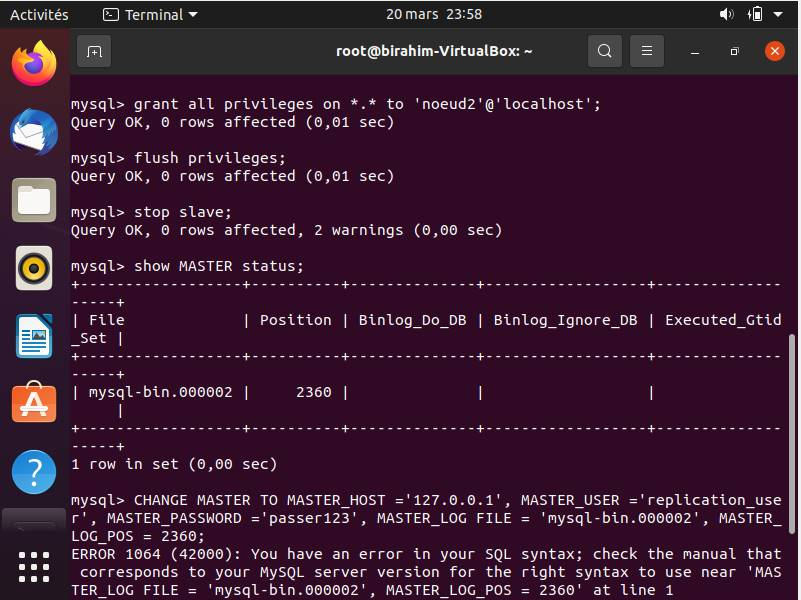 Activités
Terminal
20 mars 23:58
root@birahim-VirtualBox: ~
mysql> grant all privileges on *.* to 'noeud2'@'localhost';
Query OK, 0 rows affected (0,01 sec)
mysql> flush privileges;
Query OK, 0 rows affected (0,01 sec)
mysql> stop slave;
Query OK, 0 rows affected, 2 warnings (0,00 sec)
mysql> show MASTER status;
+------------------+----------+--------------+------------------+--------------
-----+
| File             | Position | Binlog_Do_DB | Binlog_Ignore_DB | Executed_Gtid
_Set |
+------------------+----------+--------------+------------------+--------------
-----+
| mysql-bin.000002 |     2360 |              |                  |
     |
+------------------+----------+--------------+------------------+--------------
-----+
1 row in set (0,00 sec)
mysql> CHANGE MASTER TO MASTER_HOST ='127.0.0.1', MASTER_USER ='replication_use
r', MASTER_PASSWORD ='passer123', MASTER_LOG FILE = 'mysql-bin.000002', MASTER_
LOG_POS = 2360;
ERROR 1064 (42000): You have an error in your SQL syntax; check the manual that
 corresponds to your MySQL server version for the right syntax to use near 'MAS
TER_LOG FILE = 'mysql-bin.000002', MASTER_LOG_POS = 2360' at line 1